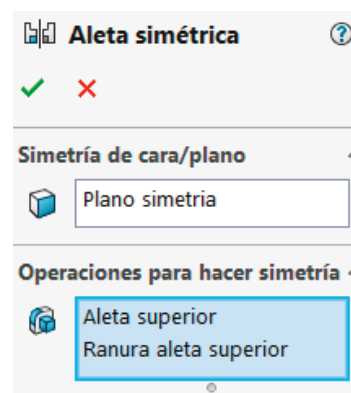 Aleta simétrica
Simetría de cara/plano
Plano simetria
Operaciones para hacer simetría
Aleta superior
Ranura aleta superior